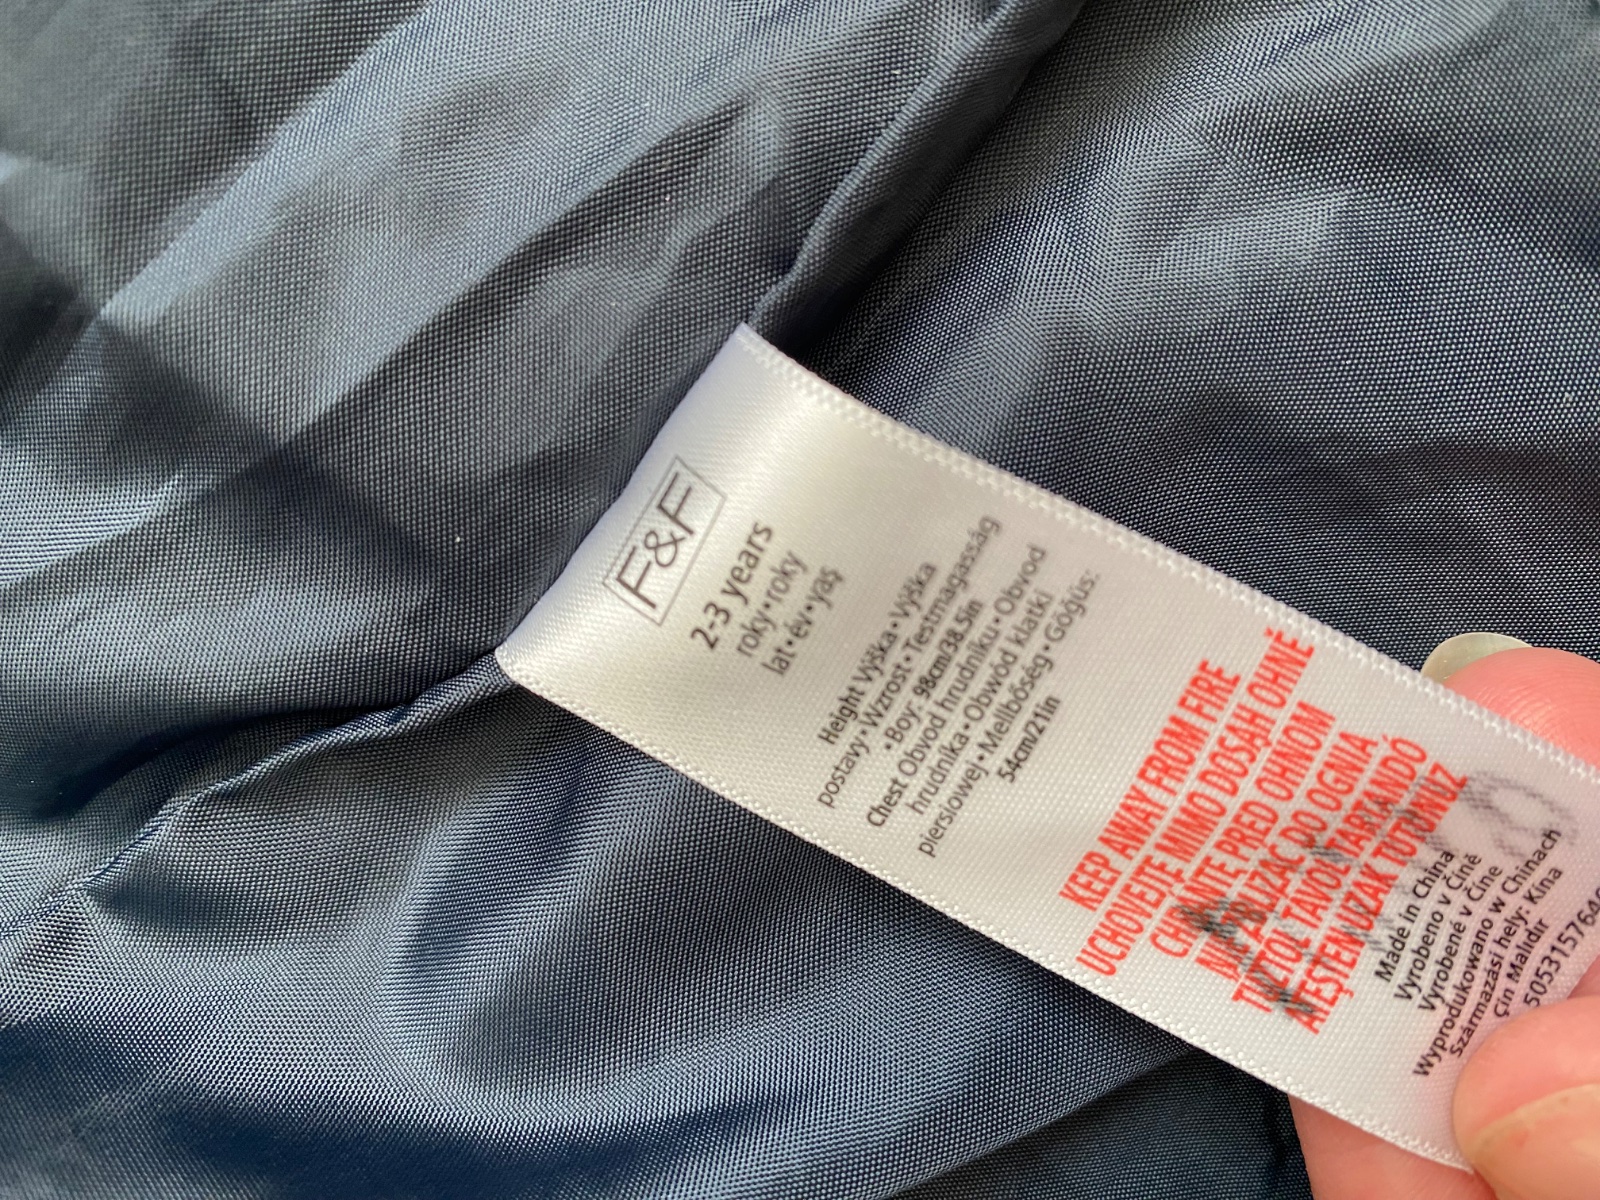 F&F
2-3 years
roky•roky
lat•év•yaş
Height Výška•Výška
postavy•Wzrost•Testmagasság
•Boy: 98cm/38.5in
Chest Obvod hrudníku•Obvod
hrudníka•Obwód klatki
piersiowej•Mellbőség•Göğüs:
54cm/21in
KEEP AWAY FROM FIRE
UCHOVEJTE MIMO DOSAH OHNĚ
CHRÁŇTE PRED OHNOM
NIE ZBLIŻAĆ DO OGNIA
TŰZTŐL TÁVOL TARTANDÓ
ATEŞTEN UZAK TUTUNUZ
Made in China
Vyrobeno v Číně
Vyrobené v Číne
Wyprodukowano w Chinach
Származási hely: Kína
Çin Malıdır